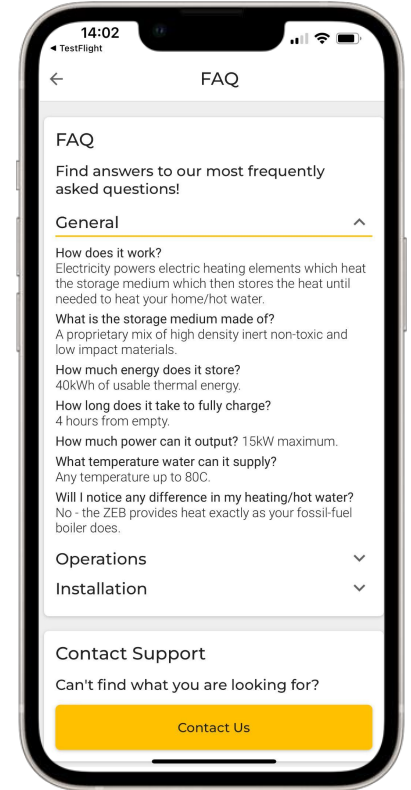 14:02
◀ TestFlight
FAQ
FAQ
Find answers to our most frequently
asked questions!
General
How does it work?
Electricity powers electric heating elements which heat
the storage medium which then stores the heat until
needed to heat your home/hot water.
What is the storage medium made of?
A proprietary mix of high density inert non-toxic and
low impact materials.
How much energy does it store?
40kWh of usable thermal energy.
How long does it take to fully charge?
4 hours from empty.
How much power can it output? 15kW maximum.
What temperature water can it supply?
Any temperature up to 80C.
Will I notice any difference in my heating/hot water?
No - the ZEB provides heat exactly as your fossil-fuel
boiler does.
Operations
Installation
Contact Support
Can't find what you are looking for?
Contact Us